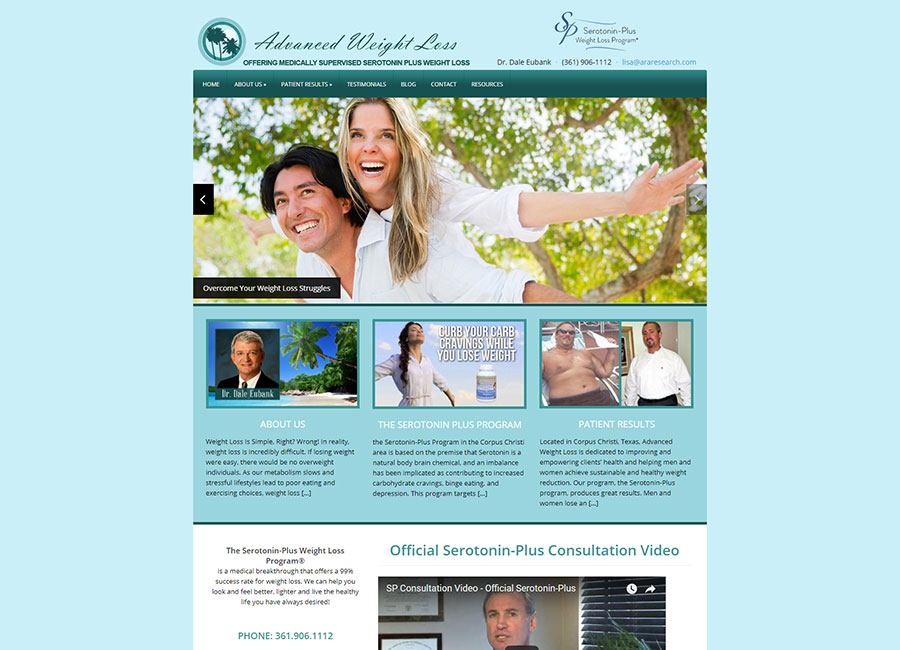 Advanced Weight Loss
OFFERING MEDICALLY SUPERVISED SEROTONIN PLUS WEIGHT LOSS
SP Serotonin-Plus
Weight Loss Program®
Dr. Dale Eubank · (361) 906-1112 · lisa@araresearch.com
HOME ABOUT US » PATIENT RESULTS » TESTIMONIALS BLOG CONTACT RESOURCES
Overcome Your Weight Loss Struggles
Dr. Dale Eubank
ABOUT US
Weight Loss Is Simple, Right? Wrong! In reality,
weight loss is incredibly difficult. If losing weight
were easy, there would be no overweight
individuals. As our metabolism slows and
stressful lifestyles lead to poor eating and
exercising choices, weight loss [...]
CURB YOUR CARB
CRAVINGS WHILE
YOU LOSE WEIGHT
THE SEROTONIN PLUS PROGRAM
the Serotonin-Plus Program in the Corpus Christi
area is based on the premise that Serotonin is a
natural body brain chemical, and an imbalance
has been implicated as contributing to increased
carbohydrate cravings, binge eating, and
depression. This program targets [...]
PATIENT RESULTS
Located in Corpus Christi, Texas, Advanced
Weight Loss is dedicated to improving and
empowering clients' health and helping men and
women achieve sustainable and healthy weight
reduction. Our program, the Serotonin-Plus
program, produces great results. Men and
women lose an [...]
The Serotonin-Plus Weight Loss
Program®
is a medical breakthrough that offers a 99%
success rate for weight loss. We can help you
look and feel better, lighter and live the healthy
life you have always desired!
PHONE: 361.906.1112
Official Serotonin-Plus Consultation Video
SP Consultation Video - Official Serotonin-Plus